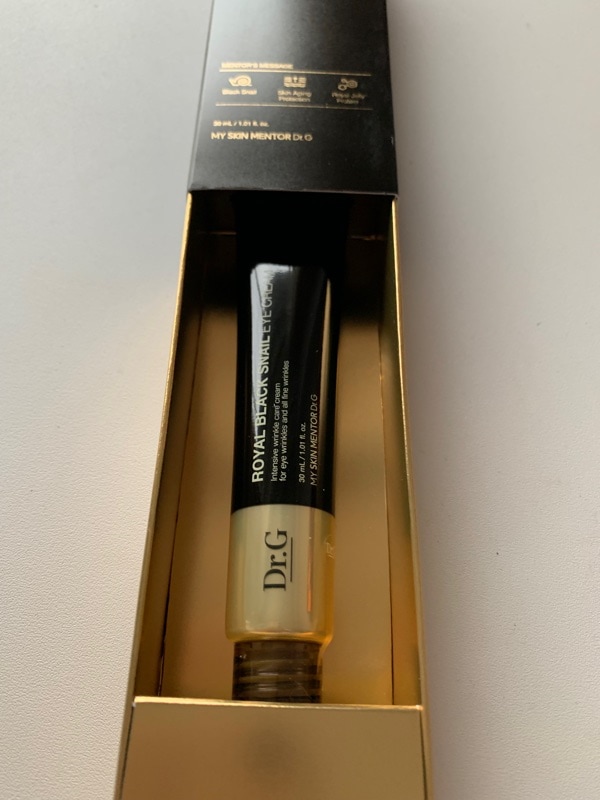 MENTOR'S MESSAGE
Black Snail
Skin Aging
Protection
Royal Jelly
Protein
30 mL / 1.01 fl. oz.
MY SKIN MENTOR Dr.G
ROYAL BLACK SNAIL EYE CREAM
Intensive wrinkle care cream
for eye wrinkles and all fine wrinkles
30 mL / 1.01 fl. oz.
MY SKIN MENTOR Dr.G
Dr.G